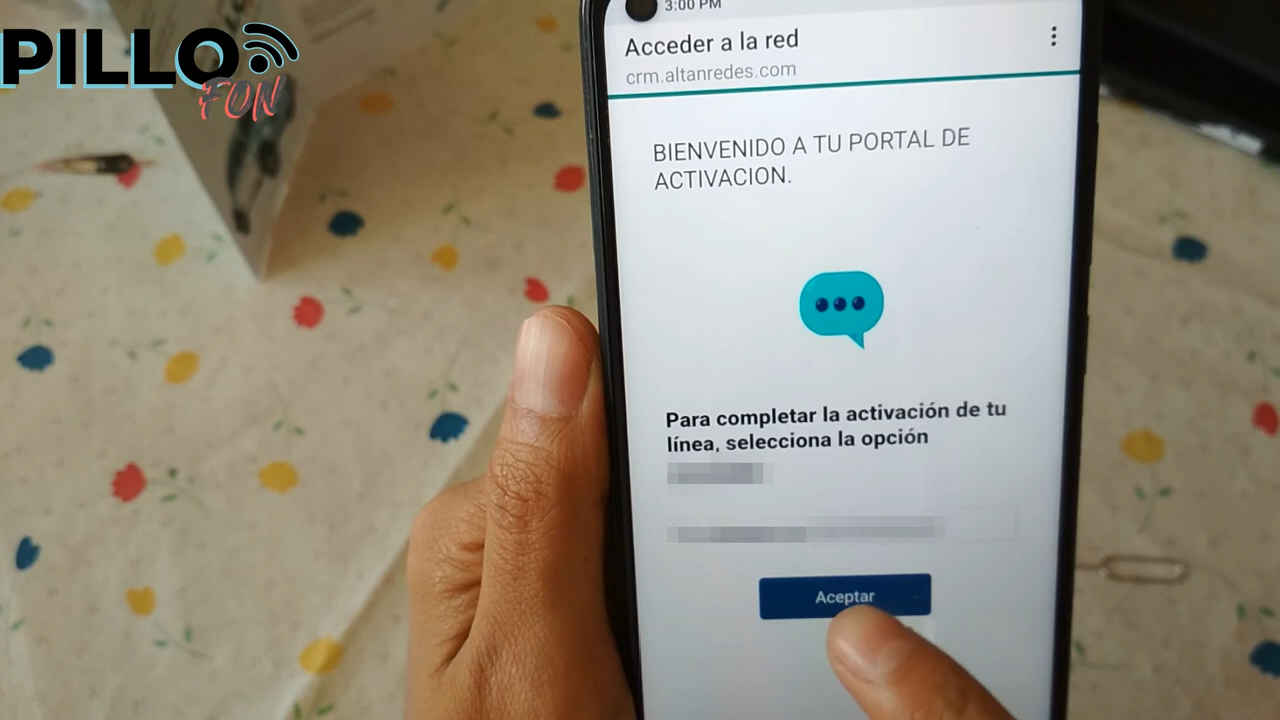 PILLO
FON
3:00 PM
Acceder a la red
crm.altanredes.com
BIENVENIDO A TU PORTAL DE
ACTIVACION.
Para completar la activación de tu
línea, selecciona la opción
Aceptar